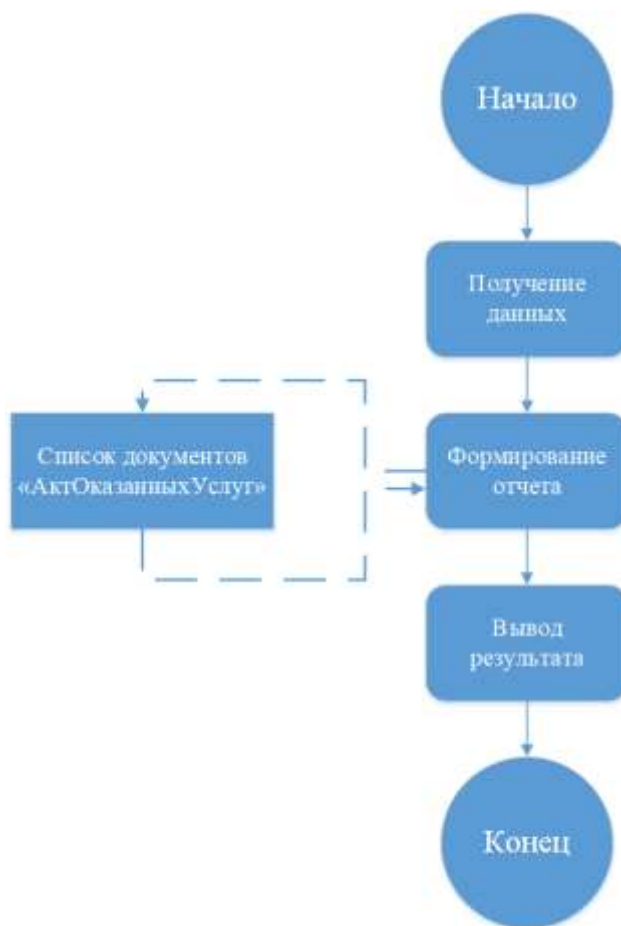 Начало
Получение
данных
Список документов
«АктОказанныхУслуг»
Формирование
отчета
Вывод
результата
Конец